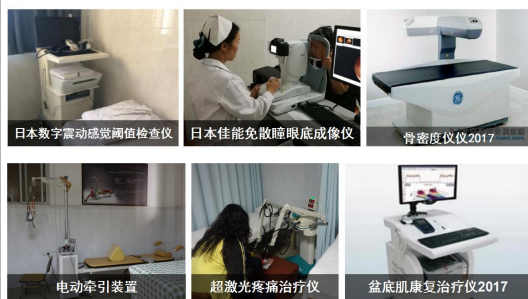 日本数字震动感觉阈值检查仪
日本佳能免散瞳眼底成像仪
骨密度仪仪2017
电动牵引装置
超激光疼痛治疗仪
盆底肌康复治疗仪2017